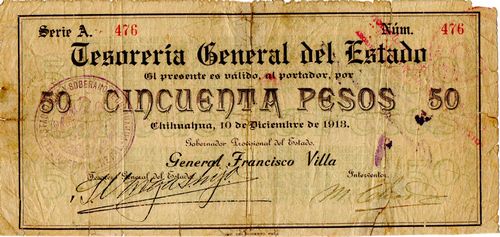 Serie A. 476 Núm. 476
Tesorería General del Estado
El presente es válido, al portador, por
50 CINCUENTA PESOS 50
Chihuahua, 10 de Diciembre de 1913.
Gobernador Provisional del Estado.
General Francisco Villa
Tesorero General del Estado Interventor.
SOBERANO